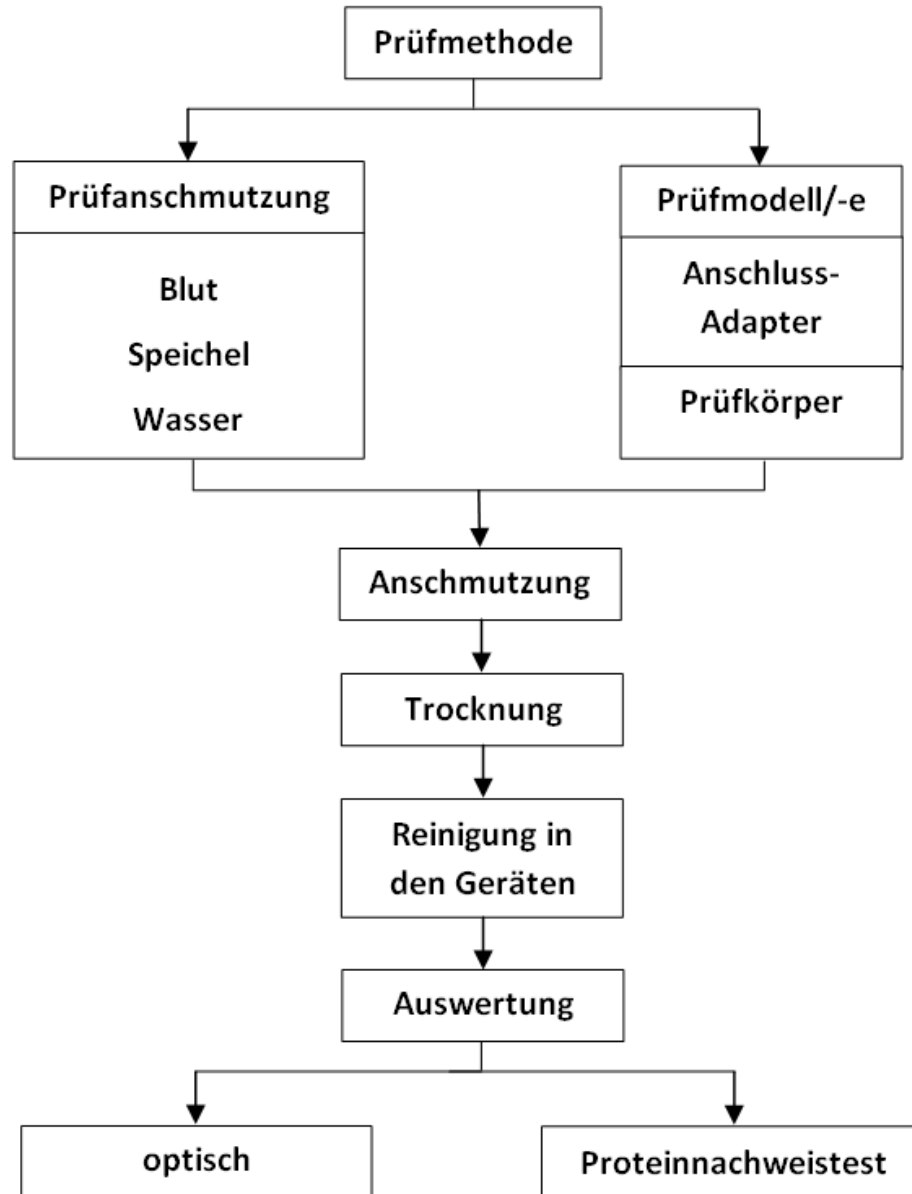 Prüfmethode
Prüfanschmutzung
Blut
Speichel
Wasser
Prüfmodell/-e
Anschluss-
Adapter
Prüfkörper
Anschmutzung
Trocknung
Reinigung in
den Geräten
Auswertung
optisch
Proteinnachweistest